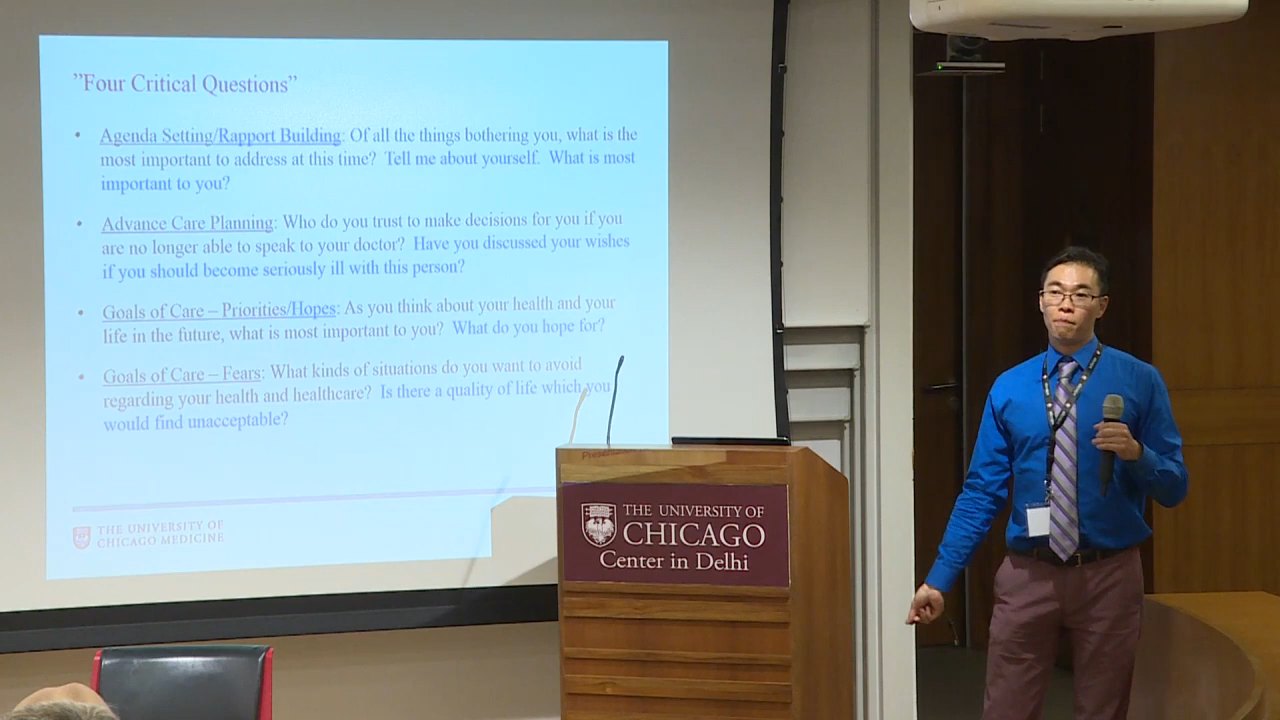 ”Four Critical Questions”
• Agenda Setting/Rapport Building: Of all the things bothering you, what is the
most important to address at this time? Tell me about yourself. What is most
important to you?
• Advance Care Planning: Who do you trust to make decisions for you if you
are no longer able to speak to your doctor? Have you discussed your wishes
if you should become seriously ill with this person?
• Goals of Care – Priorities/Hopes: As you think about your health and your
life in the future, what is most important to you? What do you hope for?
• Goals of Care – Fears: What kinds of situations do you want to avoid
regarding your health and healthcare? Is there a quality of life which you
would find unacceptable?
THE UNIVERSITY OF
CHICAGO MEDICINE
THE UNIVERSITY OF
CHICAGO
Center in Delhi